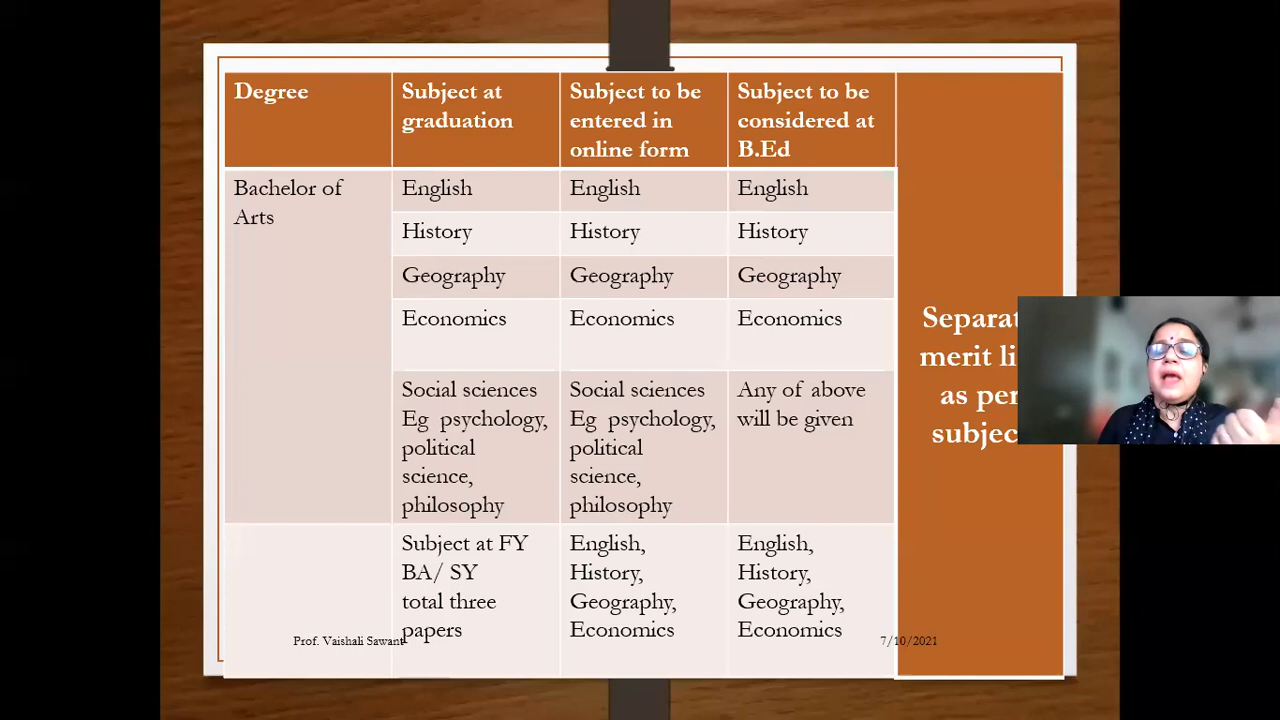 Degree
Subject at
graduation
Subject to be
entered in
online form
Subject to be
considered at
B.Ed
Bachelor of
Arts
English
English
English
History
History
History
Geography
Geography
Geography
Economics
Economics
Economics
Social sciences
Eg psychology,
political
science,
philosophy
Social sciences
Eg psychology,
political
science,
philosophy
Any of above
will be given
Subject at FY
BA/ SY
total three
papers
English,
History,
Geography,
Economics
English,
History,
Geography,
Economics
merit
as per
Prof. Vaishali Sawant
7/10/2021